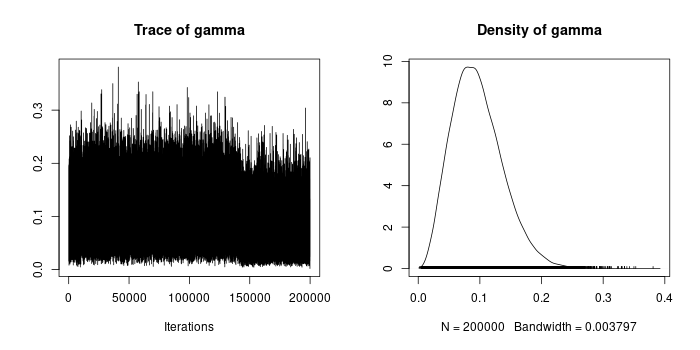 Trace of gamma
0.3
0.2
0.1
0.0
0 50000 100000 150000 200000
Iterations
Density of gamma
10
8
6
4
2
0
0.0 0.1 0.2 0.3 0.4
N = 200000 Bandwidth = 0.003797